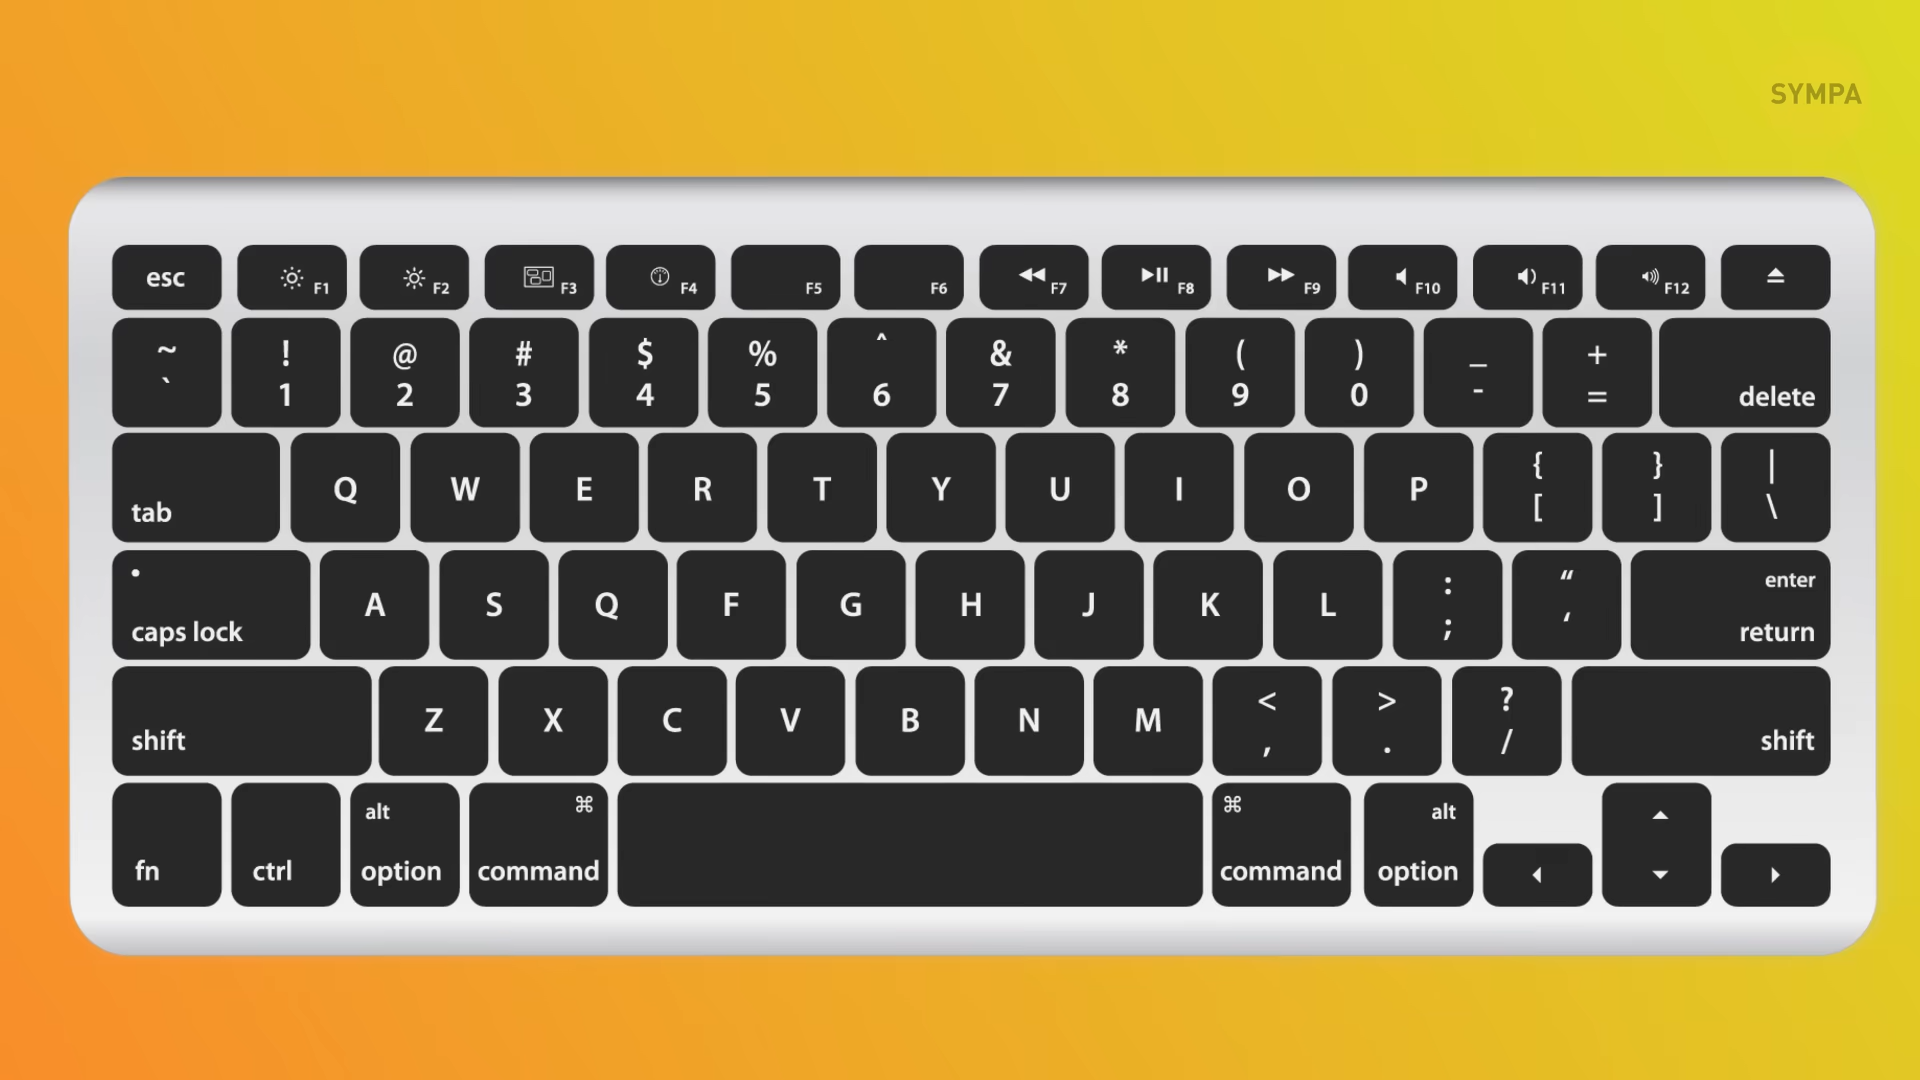 SYMPA
esc F1 F2 F3 F4 F5 F6 F7 F8 F9 F10 F11 F12
~ ! @ # $ % ^ & * ( ) _ +
` 1 2 3 4 5 6 7 8 9 0 - = delete
tab Q W E R T Y U I O P { [ } ] | \
caps lock A S Q F G H J K L : ; “ ‘ enter return
shift Z X C V B N M < , > . ? / shift
fn ctrl alt option ⌘ command ⌘ command alt option